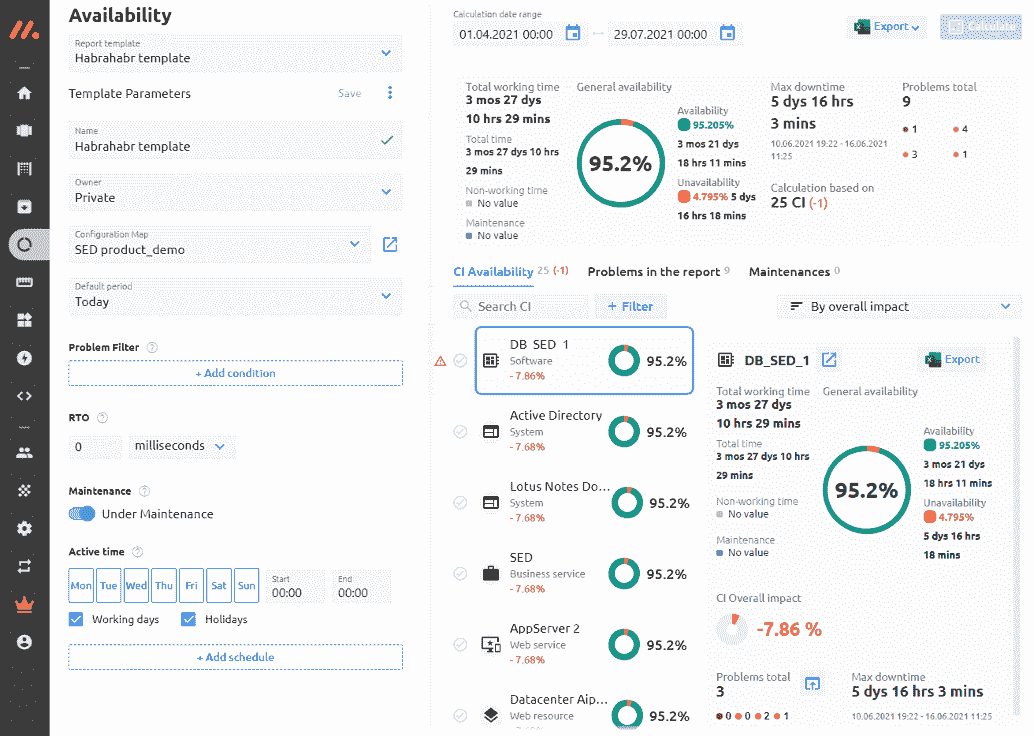 Availability
Report template
Habrahabr template
Template Parameters
Save
Name
Habrahabr template
Owner
Private
Configuration Map
SED product_demo
Default period
Today
Problem Filter
+ Add condition
RTO
0
milliseconds
Maintenance
Under Maintenance
Active time
Mon Tue Wed Thu Fri Sat Sun
Start
00:00
End
00:00
Working days
Holidays
+ Add schedule
Calculation date range
01.04.2021 00:00
29.07.2021 00:00
Export
Calculate
Total working time
3 mos 27 dys
10 hrs 29 mins
Total time
3 mos 27 dys 10 hrs
29 mins
Non-working time
No value
Maintenance
No value
General availability
95.2%
Availability
95.205%
3 mos 21 dys
18 hrs 11 mins
Unavailability
4.795% 5 dys
16 hrs 18 mins
Max downtime
5 dys 16 hrs
3 mins
10.06.2021 19:22 - 16.06.2021
11:25
Calculation based on
25 CI (-1)
Problems total
9
1
4
3
1
CI Availability 25 (-1)
Problems in the report 9
Maintenances 0
Search CI
+ Filter
By overall impact
DB_SED_1
Software
- 7.86%
95.2%
Active Directory
System
- 7.68%
95.2%
Lotus Notes Do...
System
- 7.68%
95.2%
SED
Business service
- 7.68%
95.2%
AppServer 2
Web service
- 7.68%
95.2%
Datacenter Aip...
Web resource
95.2%
DB_SED_1
Export
Total working time
3 mos 27 dys
10 hrs 29 mins
Total time
3 mos 27 dys 10 hrs
29 mins
Non-working time
No value
Maintenance
No value
General availability
95.2%
Availability
95.205%
3 mos 21 dys
18 hrs 11 mins
Unavailability
4.795%
5 dys 16 hrs
18 mins
CI Overall impact
-7.86 %
Problems total
3
0 0 2 1
Max downtime
5 dys 16 hrs 3 mins
10.06.2021 19:22 - 16.06.2021 11:25